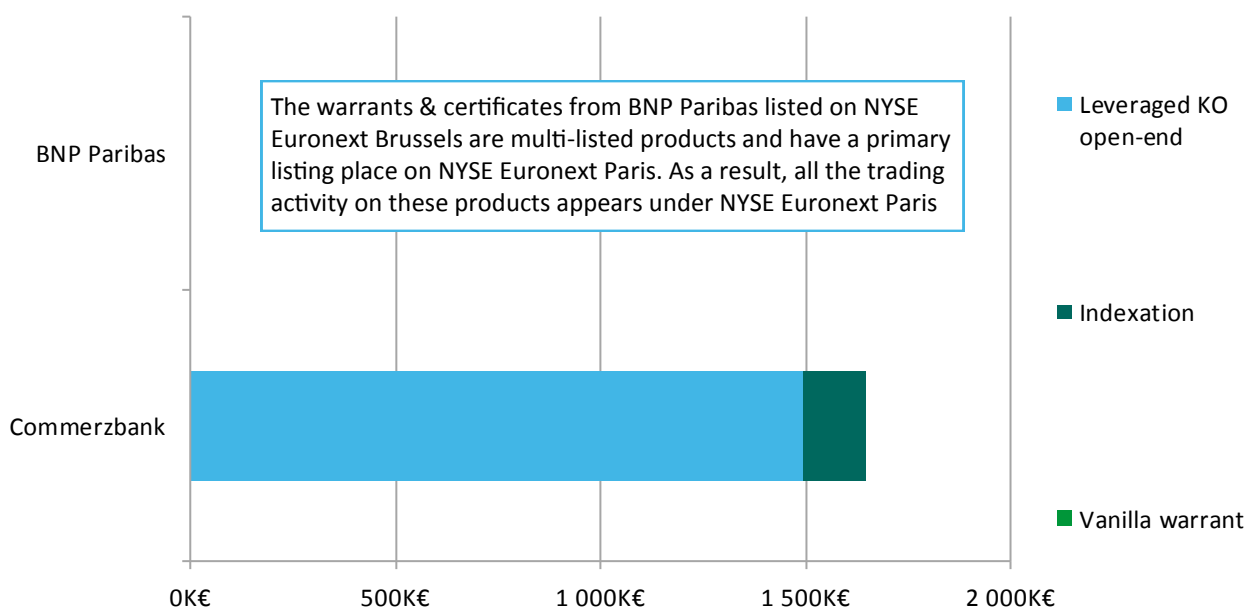 BNP Paribas
The warrants & certificates from BNP Paribas listed on NYSE
Euronext Brussels are multi-listed products and have a primary
listing place on NYSE Euronext Paris. As a result, all the trading
activity on these products appears under NYSE Euronext Paris
Leveraged KO
open-end
Indexation
Commerzbank
Vanilla warrant
0K€ 500K€ 1 000K€ 1 500K€ 2 000K€